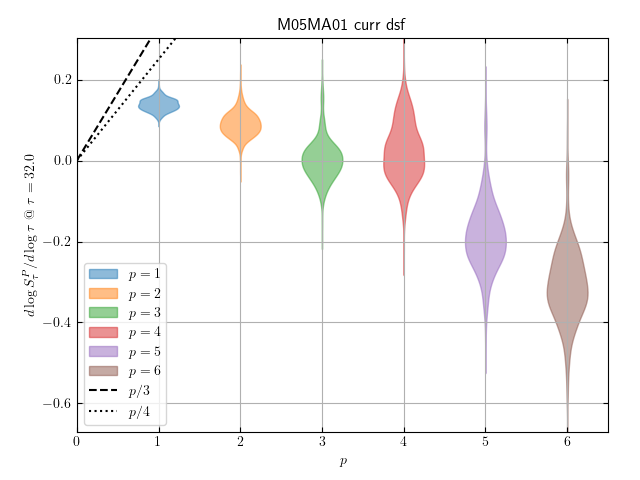 M05MA01 curr dsf
d log S_τ^P / d log τ @ τ = 32.0
0.2
0.0
−0.2
−0.4
−0.6
p = 1
p = 2
p = 3
p = 4
p = 5
p = 6
p/3
p/4
0 1 2 3 4 5 6
p